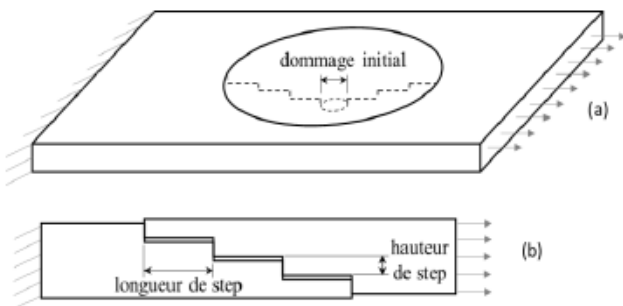 dommage initial
(a)
hauteur
de step
(b)
longueur de step